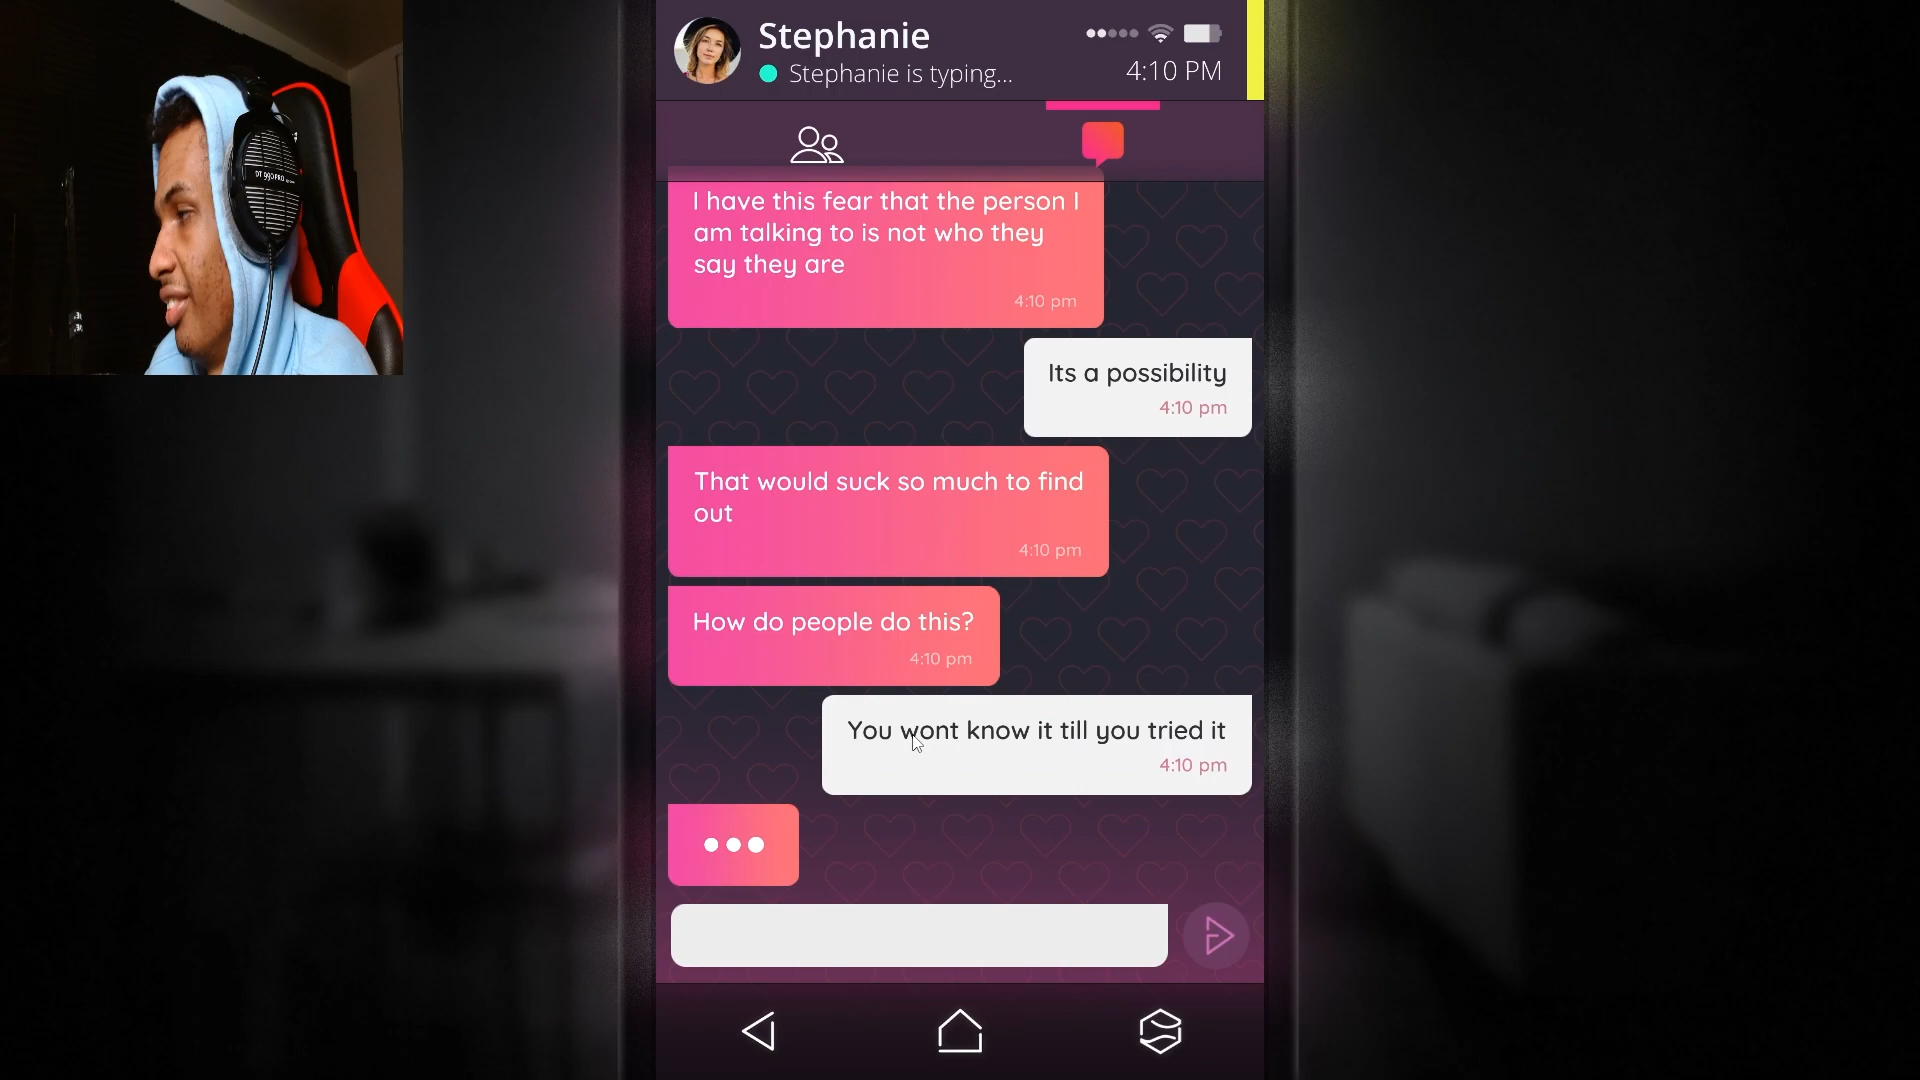 DT 990 PRO
Stephanie
Stephanie is typing...
4:10 PM
I have this fear that the person I
am talking to is not who they
say they are
4:10 pm
Its a possibility
4:10 pm
That would suck so much to find
out
4:10 pm
How do people do this?
4:10 pm
You wont know it till you tried it
4:10 pm